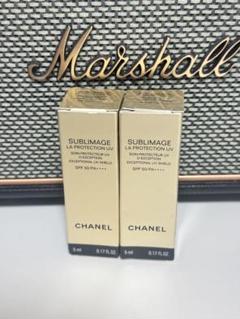 Marshall
SUBLIMAGE
LA PROTECTION UV
SOIN-PROTECTEUR UV
D'EXCEPTION
EXCEPTIONAL UV SHIELD
SPF 50/PA++++
CHANEL
5 ml 0.17 fl.OZ
SUBLIMAGE
LA PROTECTION UV
SOIN-PROTECTEUR UV
D'EXCEPTION
EXCEPTIONAL UV SHIELD
SPF 50/PA++++
CHANEL
5 ml 0.17 fl.OZ